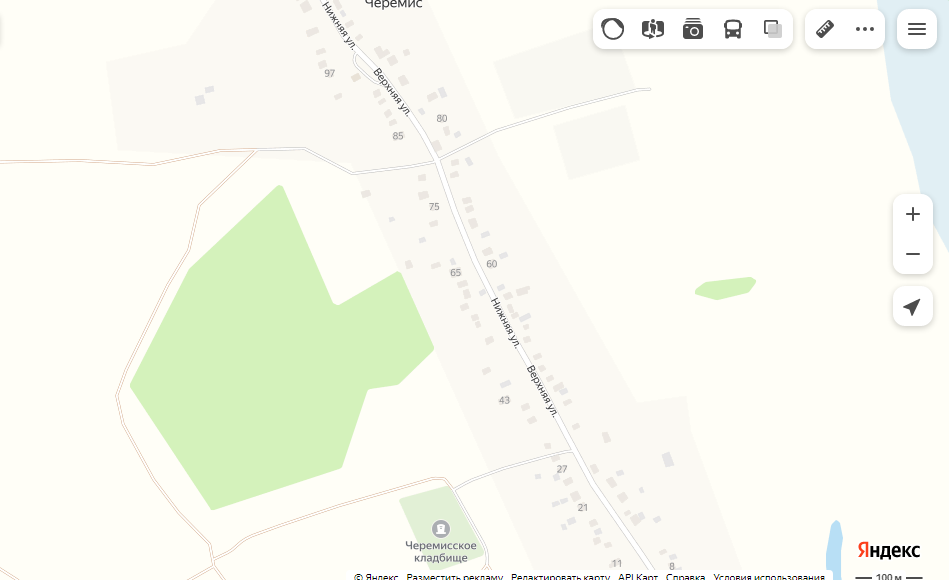 Черемис
Нижняя ул.
97
Верхняя ул.
80
85
75
60
65
Нижняя ул.
Верхняя ул.
43
27
21
Черемисское
кладбище
11
8
Яндекс
© Яндекс Разместить рекламу Редактировать карту API Карт Справка Условия использования
100 м